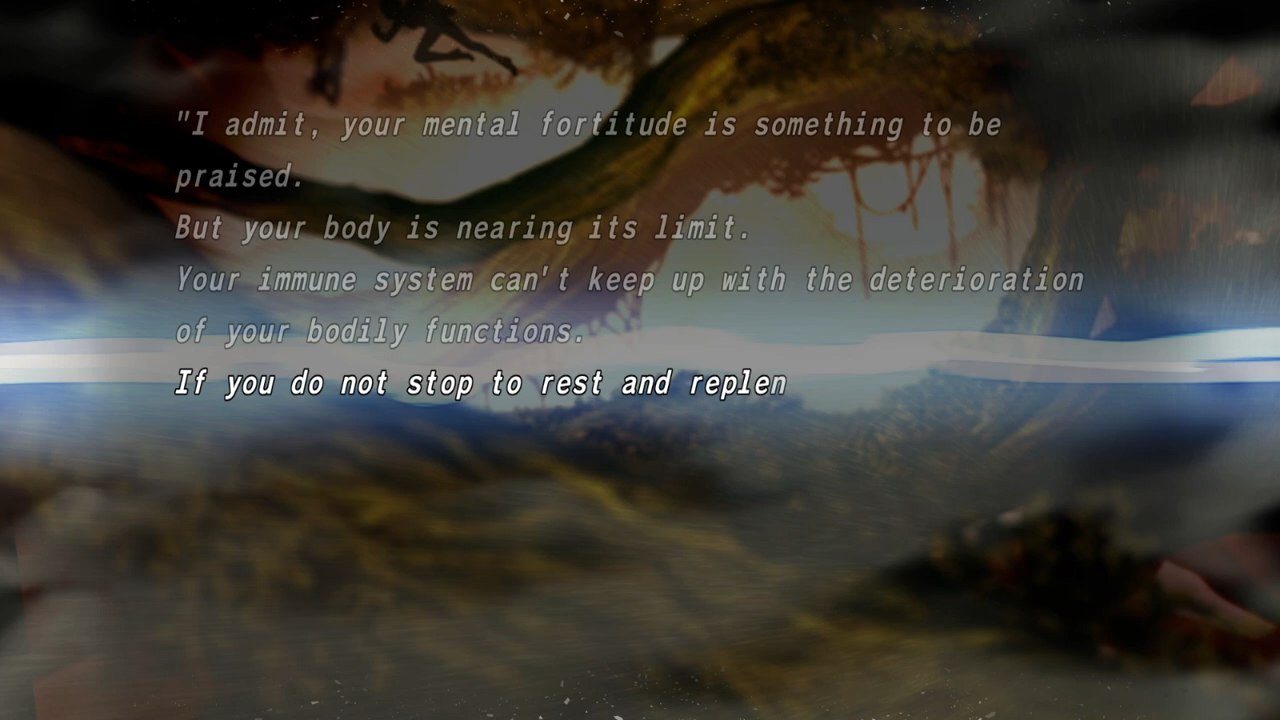 "I admit, your mental fortitude is something to be
praised.
But your body is nearing its limit.
Your immune system can't keep up with the deterioration
of your bodily functions.
If you do not stop to rest and replen